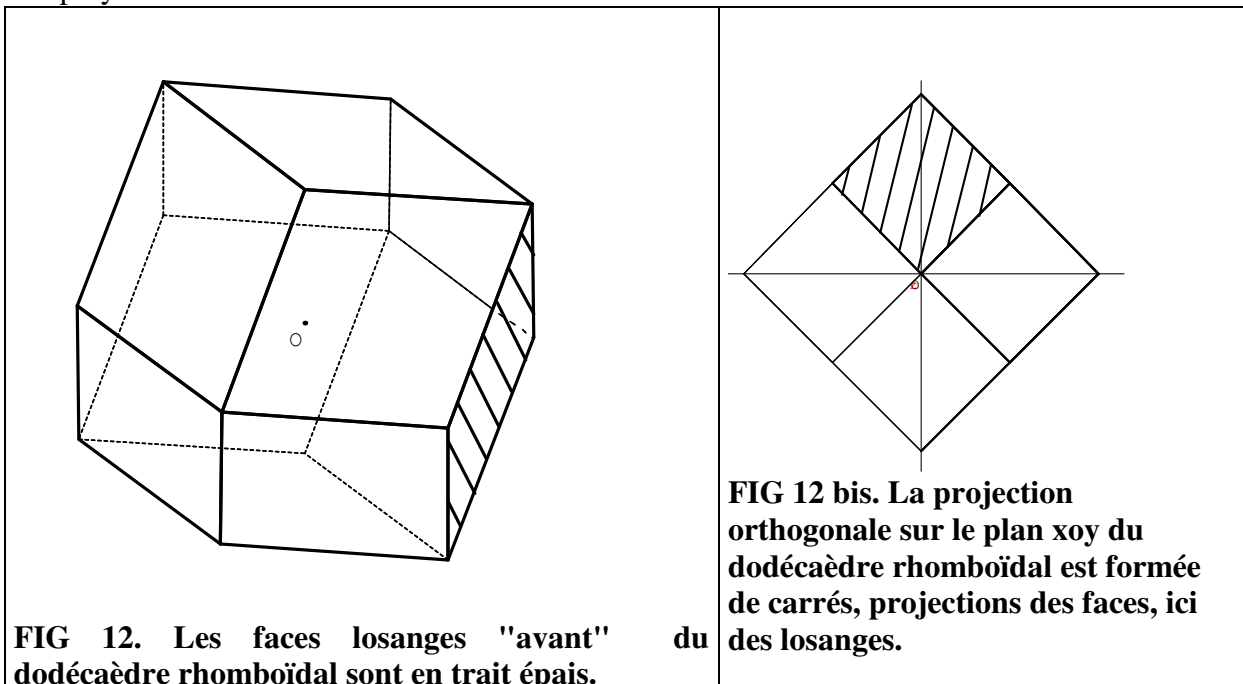 O
O
FIG 12. Les faces losanges "avant" du
dodécaèdre rhomboïdal sont en trait épais.
FIG 12 bis. La projection
orthogonale sur le plan xoy du
dodécaèdre rhomboïdal est formée
de carrés, projections des faces, ici
des losanges.